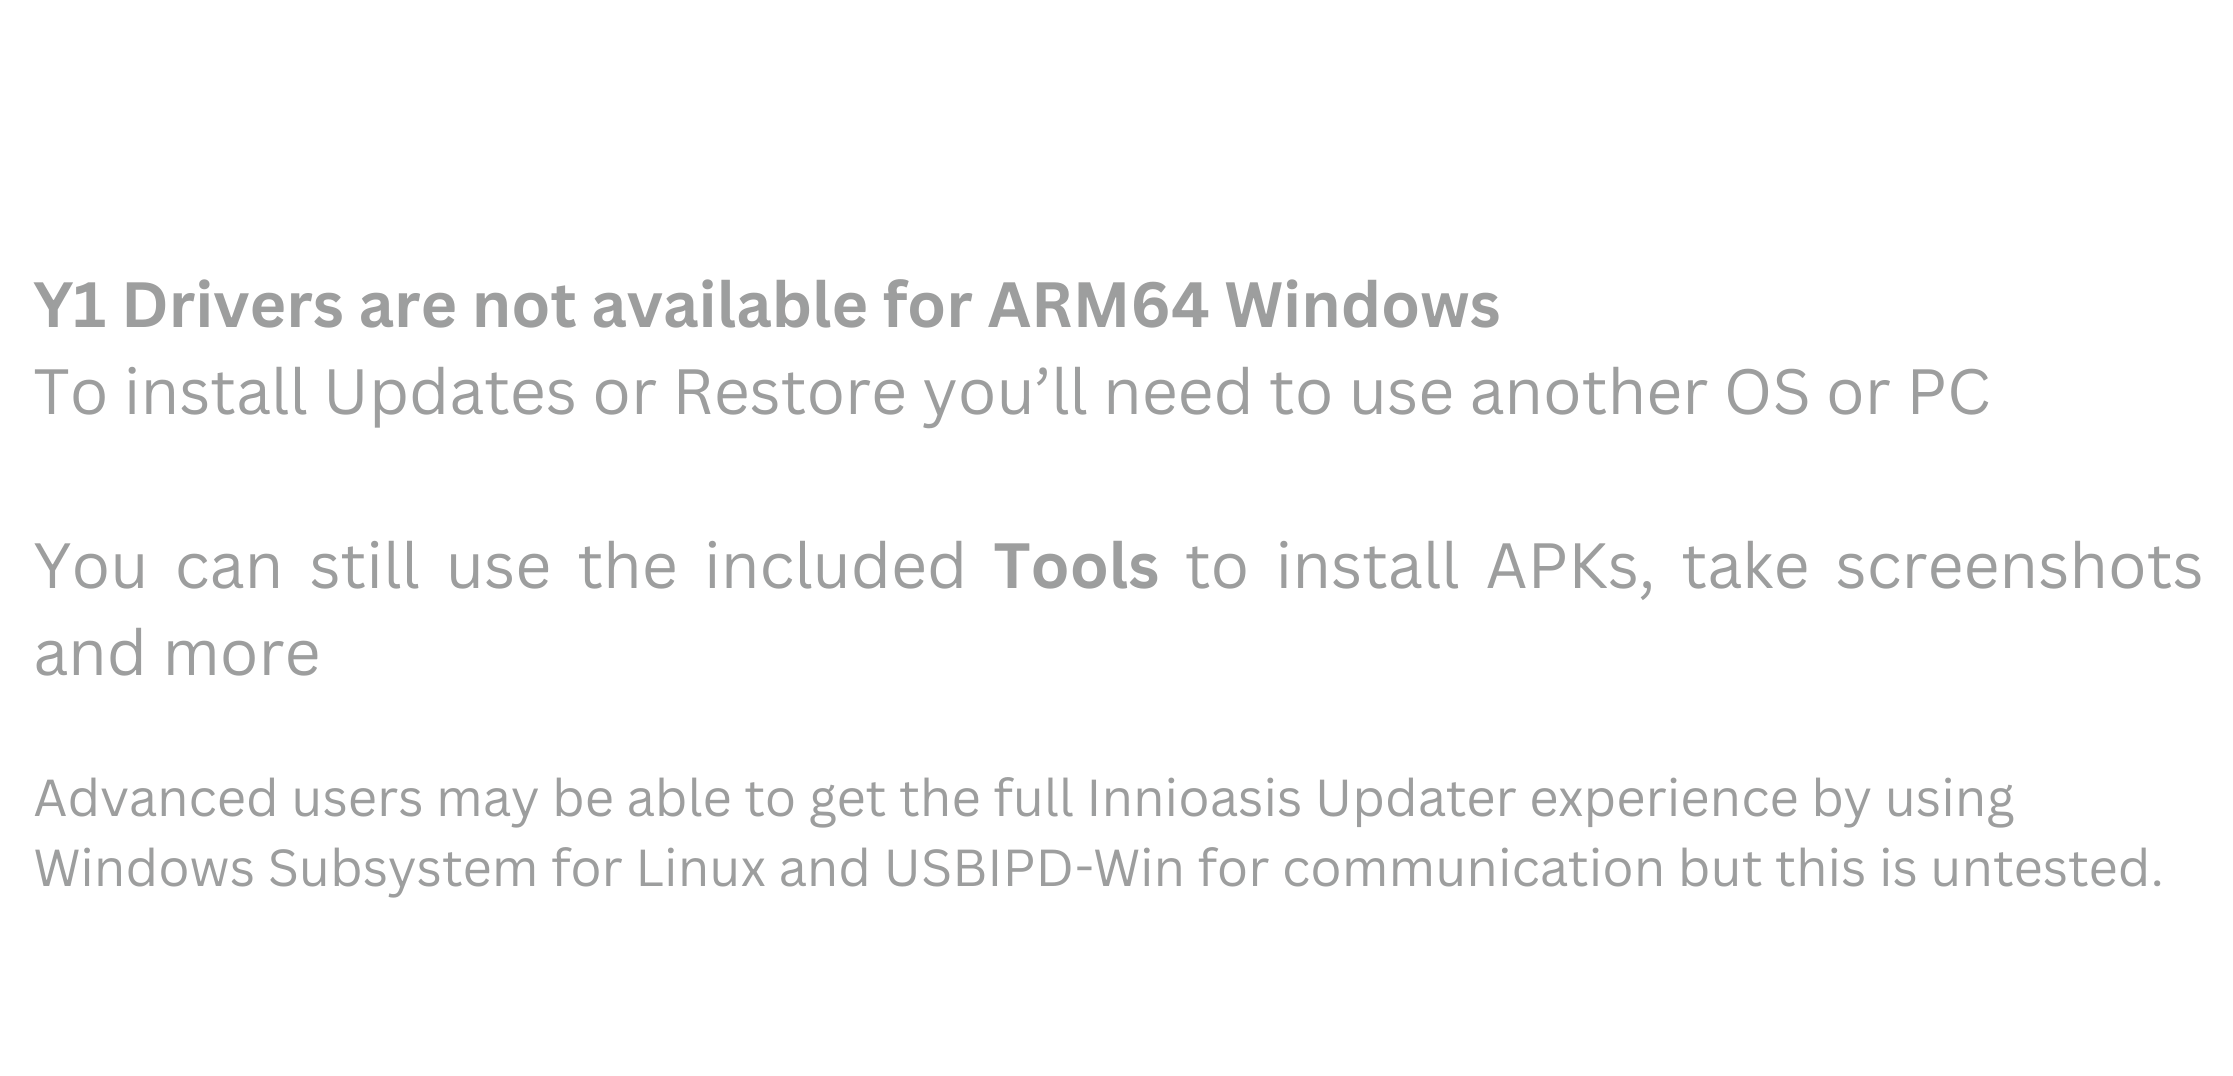 Y1 Drivers are not available for ARM64 Windows
To install Updates or Restore you’ll need to use another OS or PC
You can still use the included Tools to install APKs, take screenshots
and more
Advanced users may be able to get the full Innioasis Updater experience by using
Windows Subsystem for Linux and USBIPD-Win for communication but this is untested.